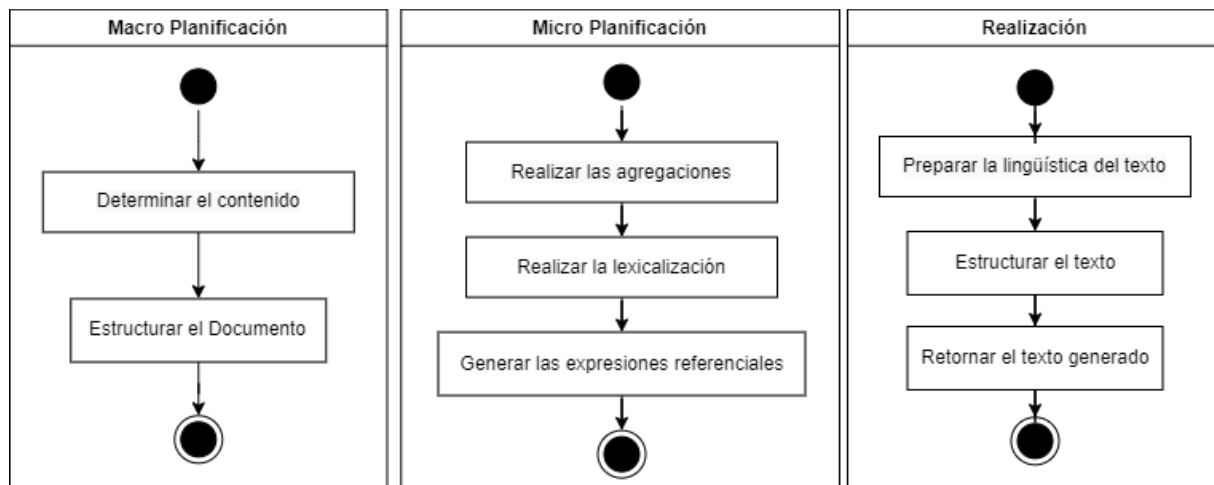 Macro Planificación
Determinar el contenido
Estructurar el Documento
Micro Planificación
Realizar las agregaciones
Realizar la lexicalización
Generar las expresiones referenciales
Realización
Preparar la lingüística del texto
Estructurar el texto
Retornar el texto generado